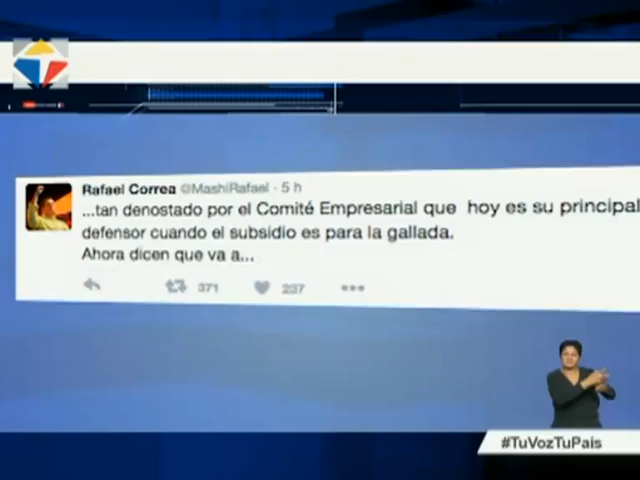 Rafael Correa @MashiRafael · 5 h
...tan denostado por el Comité Empresarial que hoy es su principal
defensor cuando el subsidio es para la gallada.
Ahora dicen que va a...
371 237
#TuVozTuPais